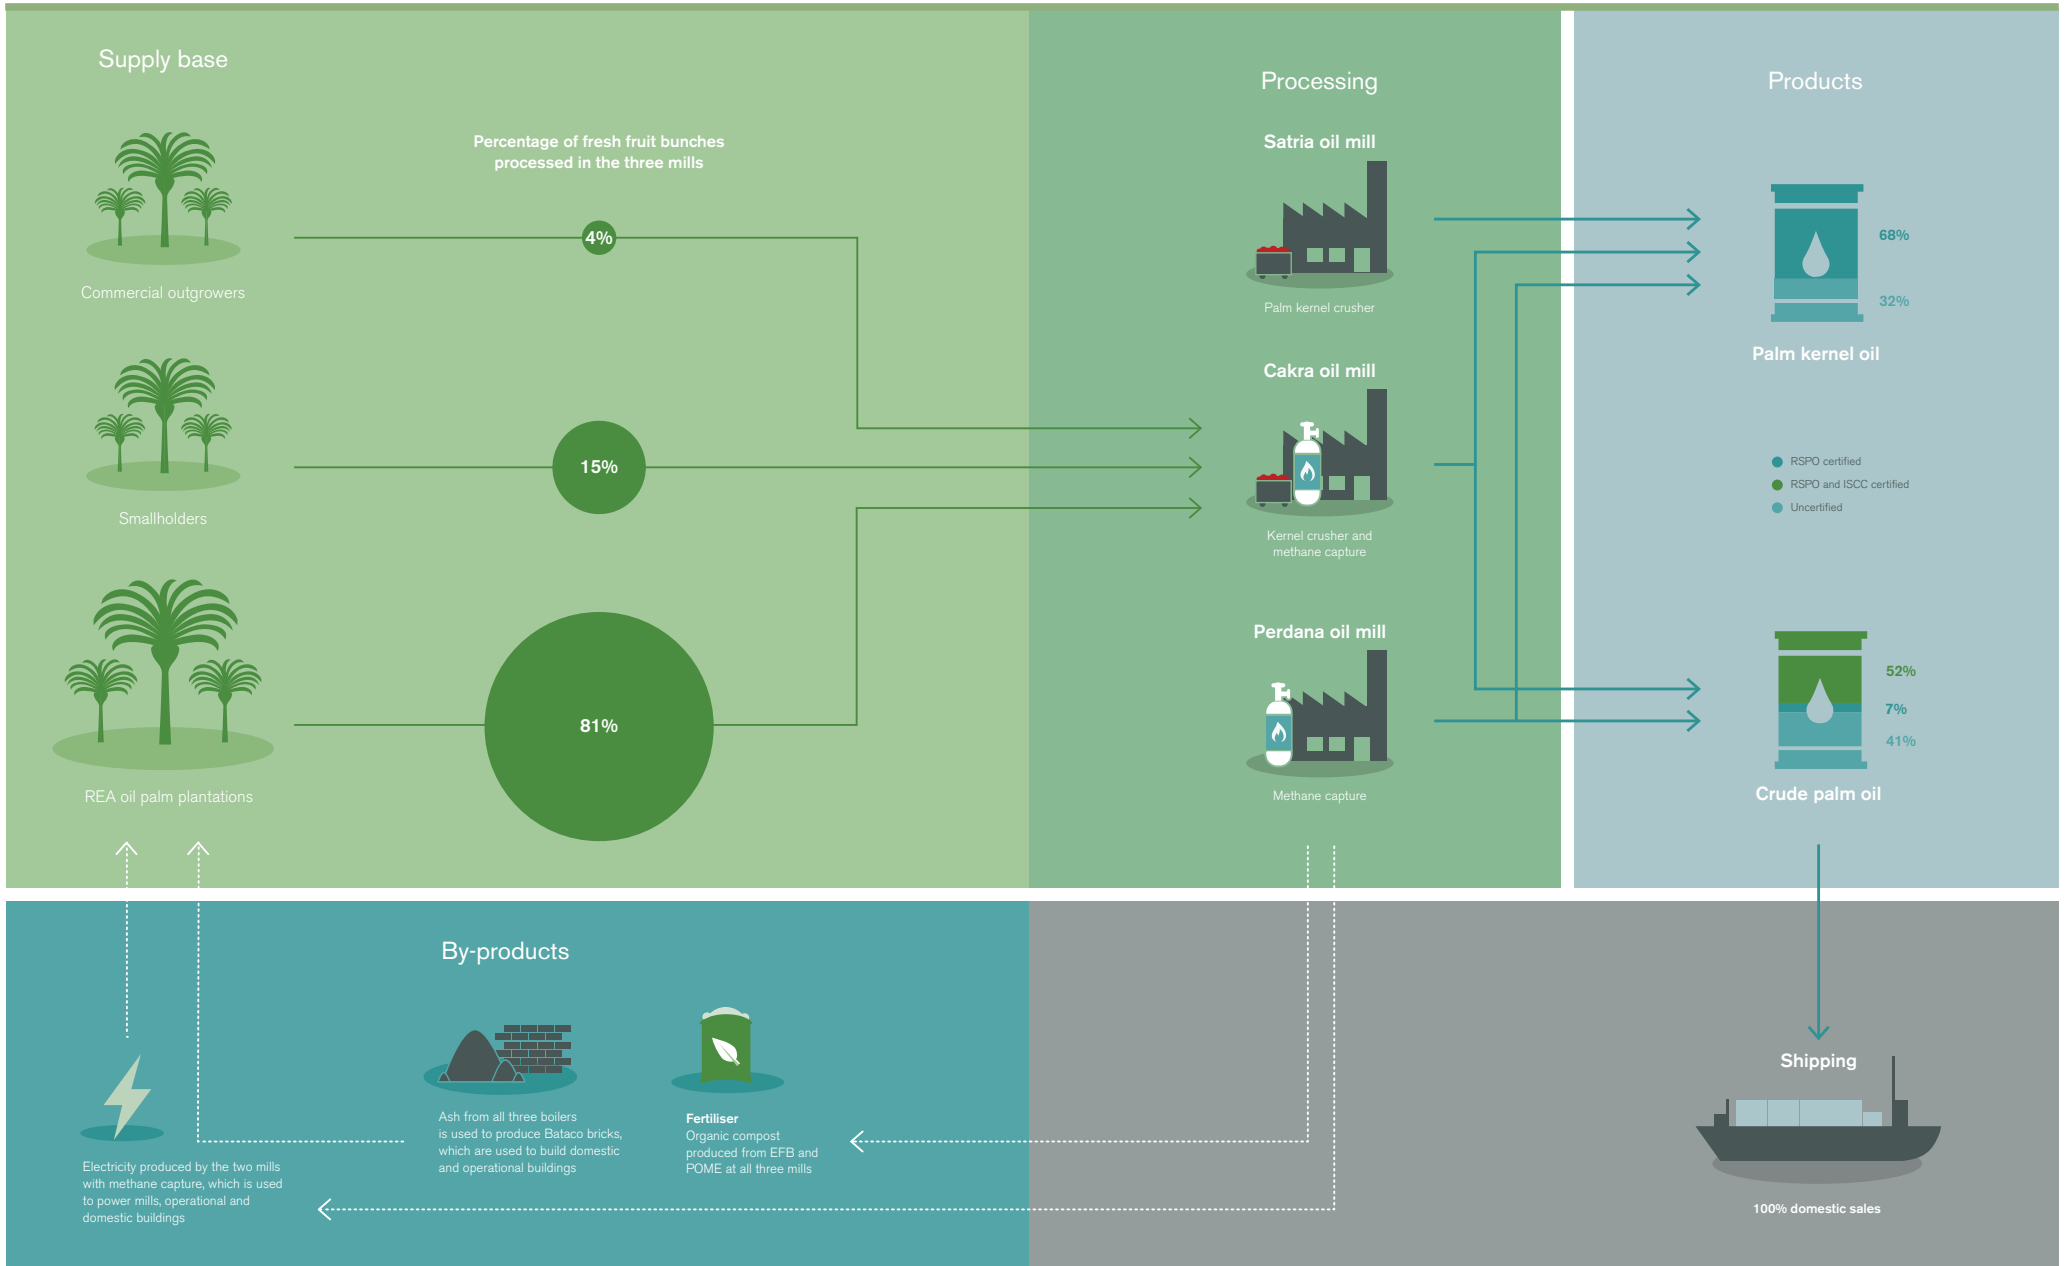 Supply base
Percentage of fresh fruit bunches
processed in the three mills
4%
Commercial outgrowers
15%
Smallholders
81%
REA oil palm plantations
Processing
Satria oil mill
Palm kernel crusher
Cakra oil mill
Kernel crusher and
methane capture
Perdana oil mill
Methane capture
Products
68%
32%
Palm kernel oil
RSPO certified
RSPO and ISCC certified
Uncertified
52%
7%
41%
Crude palm oil
By-products
Electricity produced by the two mills
with methane capture, which is used
to power mills, operational and
domestic buildings
Ash from all three boilers
is used to produce Bataco bricks,
which are used to build domestic
and operational buildings
Fertiliser
Organic compost
produced from EFB and
POME at all three mills
Shipping
100% domestic sales